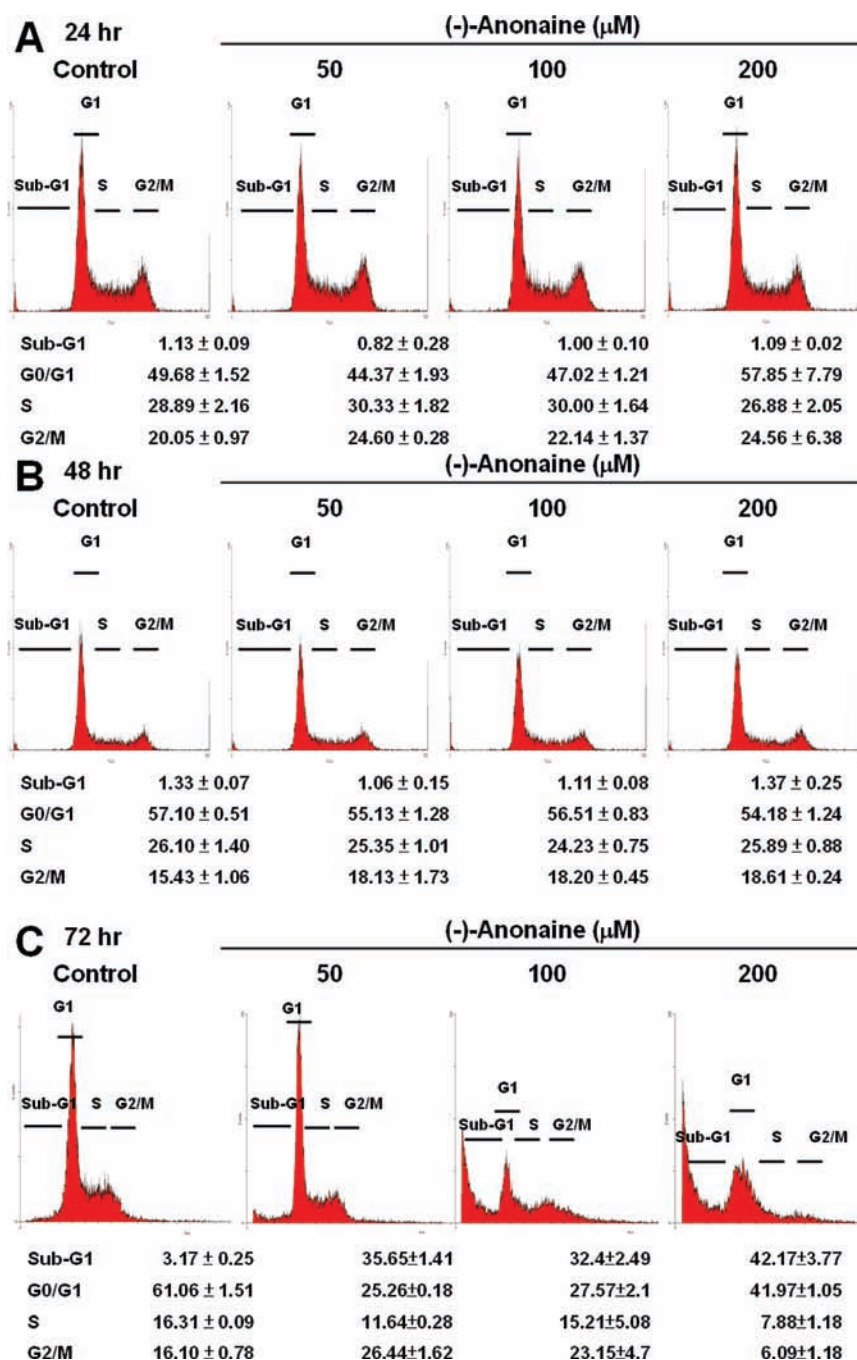 A 24 hr (-)-Anonaine (μM)
Control 50 100 200
G1 G1 G1 G1
Sub-G1 S G2/M Sub-G1 S G2/M Sub-G1 S G2/M Sub-G1 S G2/M
Sub-G1 1.13 ± 0.09 0.82 ± 0.28 1.00 ± 0.10 1.09 ± 0.02
G0/G1 49.68 ± 1.52 44.37 ± 1.93 47.02 ± 1.21 57.85 ± 7.79
S 28.89 ± 2.16 30.33 ± 1.82 30.00 ± 1.64 26.88 ± 2.05
G2/M 20.05 ± 0.97 24.60 ± 0.28 22.14 ± 1.37 24.56 ± 6.38
B 48 hr (-)-Anonaine (μM)
Control 50 100 200
G1 G1 G1 G1
Sub-G1 S G2/M Sub-G1 S G2/M Sub-G1 S G2/M Sub-G1 S G2/M
Sub-G1 1.33 ± 0.07 1.06 ± 0.15 1.11 ± 0.08 1.37 ± 0.25
G0/G1 57.10 ± 0.51 55.13 ± 1.28 56.51 ± 0.83 54.18 ± 1.24
S 26.10 ± 1.40 25.35 ± 1.01 24.23 ± 0.75 25.89 ± 0.88
G2/M 15.43 ± 1.06 18.13 ± 1.73 18.20 ± 0.45 18.61 ± 0.24
C 72 hr (-)-Anonaine (μM)
Control 50 100 200
G1 G1 G1 G1
Sub-G1 S G2/M Sub-G1 S G2/M Sub-G1 S G2/M Sub-G1 S G2/M
Sub-G1 3.17 ± 0.25 35.65±1.41 32.4±2.49 42.17±3.77
G0/G1 61.06 ± 1.51 25.26±0.18 27.57±2.1 41.97±1.05
S 16.31 ± 0.09 11.64±0.28 15.21±5.08 7.88±1.18
G2/M 16.10 ± 0.78 26.44±1.62 23.15±4.7 6.09±1.18